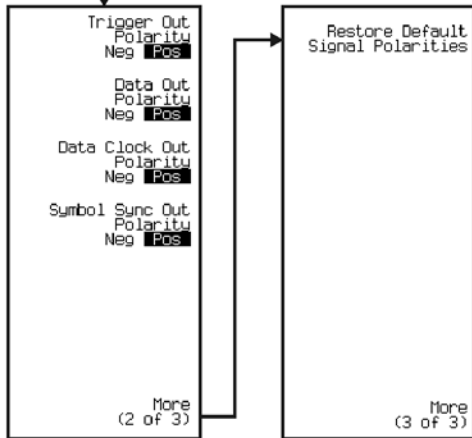 Trigger Out
Polarity
Neg Pos
Data Out
Polarity
Neg Pos
Data Clock Out
Polarity
Neg Pos
Symbol Sync Out
Polarity
Neg Pos
More
(2 of 3)
Restore Default
Signal Polarities
More
(3 of 3)